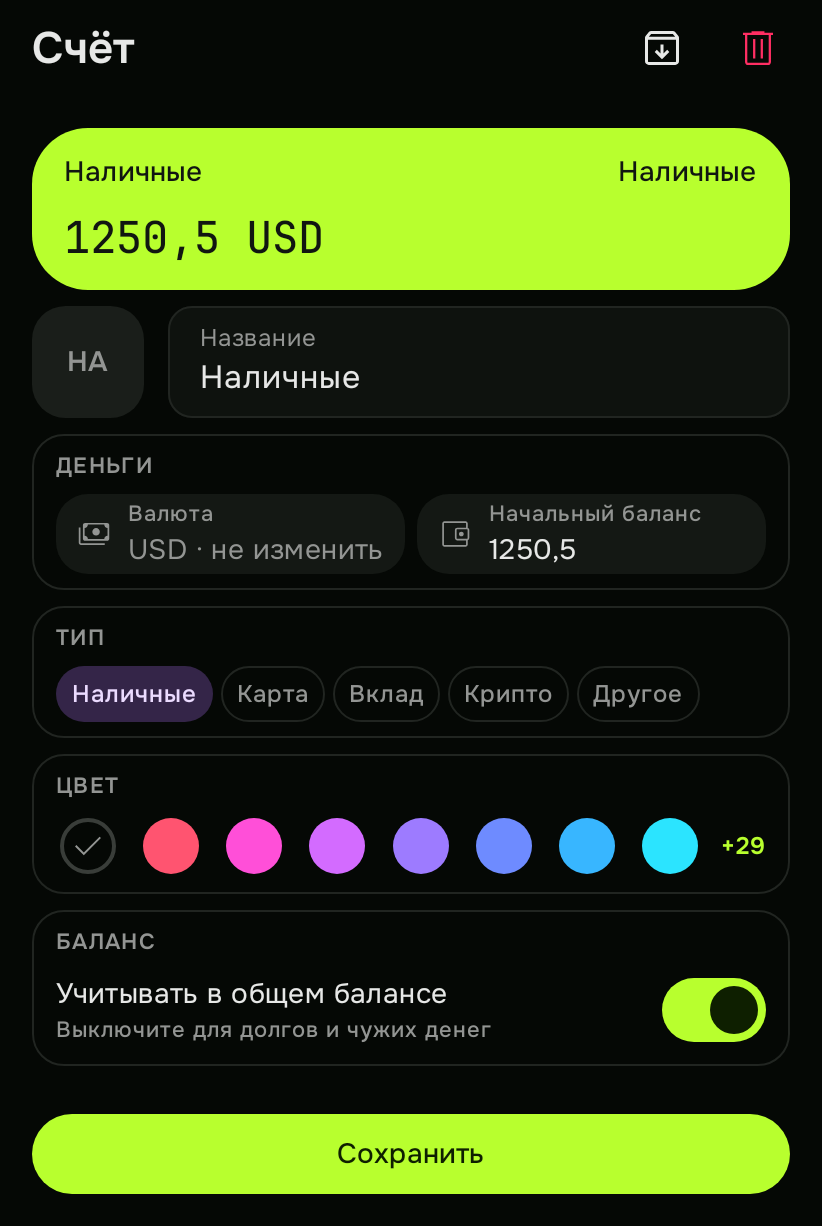 Счёт
Наличные Наличные
1250,5 USD
НА
Название
Наличные
ДЕНЬГИ
Валюта
USD · не изменить
Начальный баланс
1250,5
ТИП
Наличные Карта Вклад Крипто Другое
ЦВЕТ
+29
БАЛАНС
Учитывать в общем балансе
Выключите для долгов и чужих денег
Сохранить